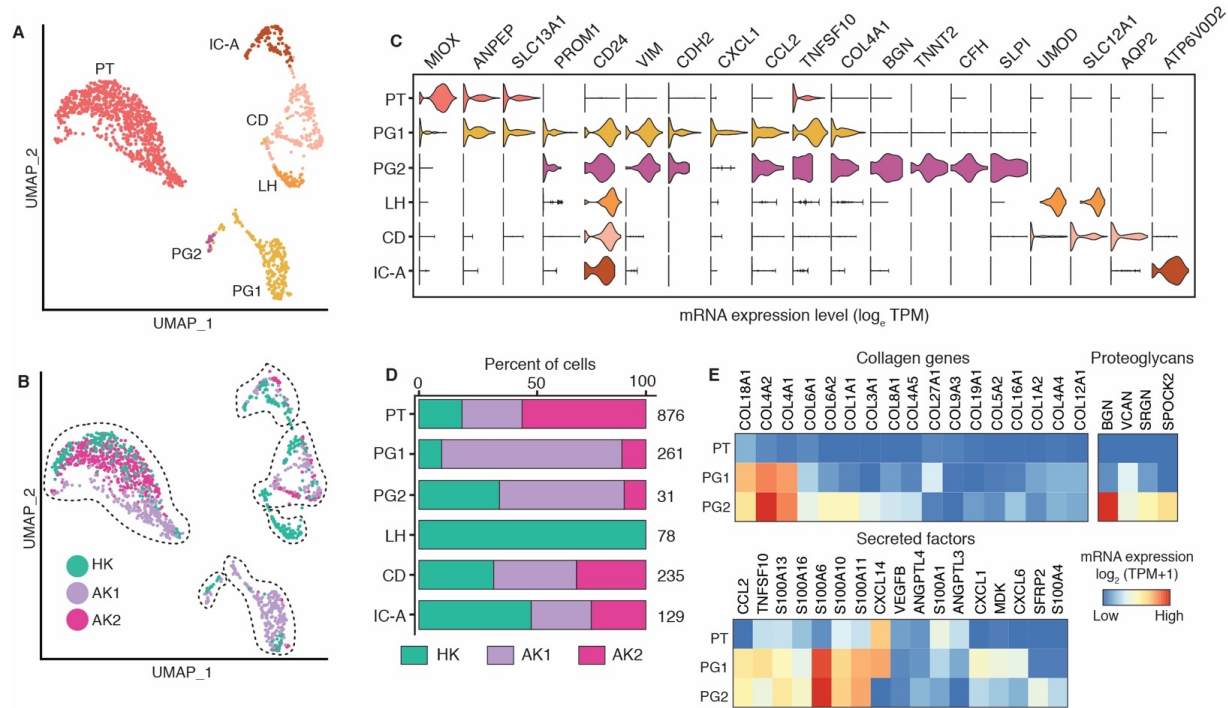 A
IC-A
PT
CD
LH
PG2
PG1
UMAP_2
UMAP_1
C
MIOX
ANPEP
SLC13A1
PROM1
CD24
VIM
CDH2
CXCL1
CCL2
TNFSF10
COL4A1
BGN
TNNT2
CFH
SLPI
UMOD
SLC12A1
AQP2
ATP6V0D2
PT
PG1
PG2
LH
CD
IC-A
mRNA expression level (loge TPM)
B
HK
AK1
AK2
UMAP_2
UMAP_1
D
Percent of cells
0 50 100
PT 876
PG1 261
PG2 31
LH 78
CD 235
IC-A 129
HK AK1 AK2
E
Collagen genes
COL18A1
COL4A2
COL4A1
COL6A1
COL6A2
COL1A1
COL3A1
COL8A1
COL4A5
COL27A1
COL9A3
COL19A1
COL5A2
COL16A1
COL1A2
COL4A4
COL12A1
PT
PG1
PG2
Proteoglycans
BGN
VCAN
SRGN
SPOCK2
Secreted factors
CCL2
TNFSF10
S100A13
S100A16
S100A6
S100A10
S100A11
CXCL14
VEGFB
ANGPTL4
S100A1
ANGPTL3
CXCL1
MDK
CXCL6
SFRP2
S100A4
PT
PG1
PG2
mRNA expression
log2 (TPM+1)
Low High